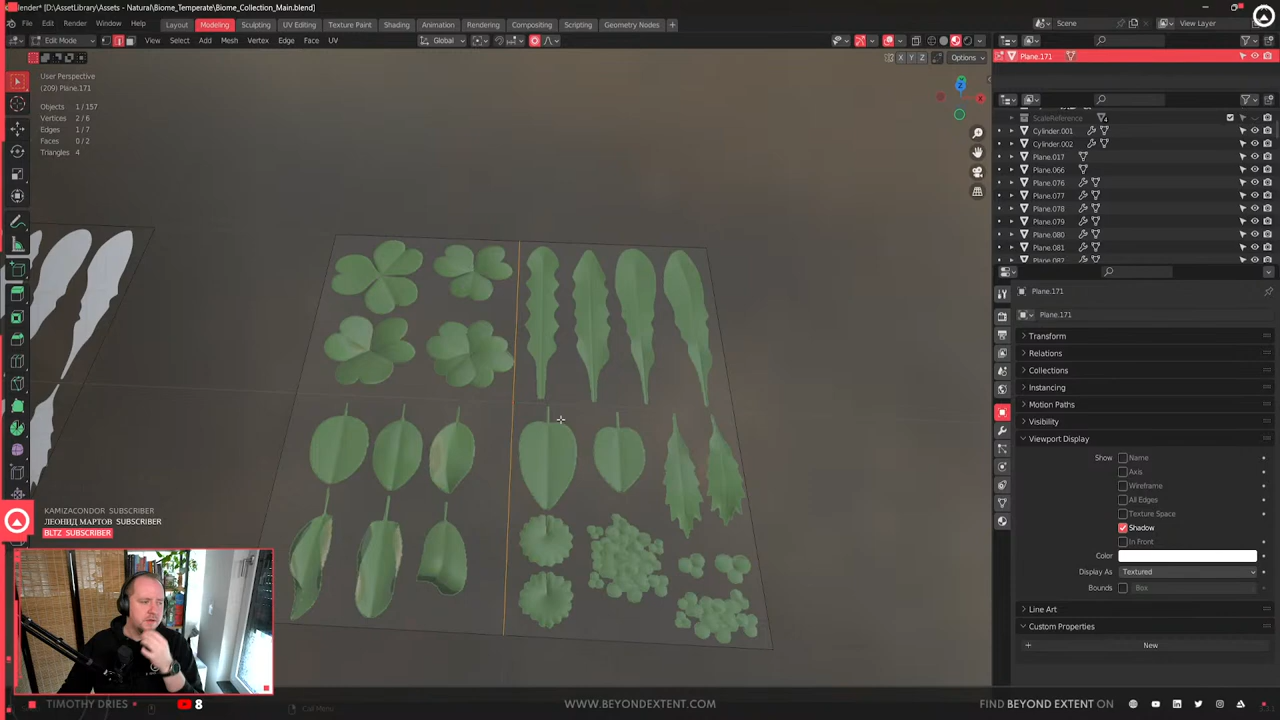 lender* [D:\AssetLibrary\Assets - Natural\Biome_Temperate\Biome_Collection_Main.blend]
File Edit Render Window Help Layout Modeling Sculpting UV Editing Texture Paint Shading Animation Rendering Compositing Scripting Geometry Nodes + Scene View Layer
Edit Mode View Select Add Mesh Vertex Edge Face UV Global
X Y Z Options
User Perspective
(209) Plane.171
Objects 1 / 157
Vertices 2 / 6
Edges 1 / 7
Faces 0 / 2
Triangles 4
Z
Plane.171
ScaleReference
Cylinder.001
Cylinder.002
Plane.017
Plane.066
Plane.076
Plane.077
Plane.078
Plane.079
Plane.080
Plane.081
Plane.082
Plane.171
Plane.171
Transform
Relations
Collections
Instancing
Motion Paths
Visibility
Viewport Display
Show Name
Axis
Wireframe
All Edges
Texture Space
Shadow
In Front
Color
Display As Textured
Bounds Box
Line Art
Custom Properties
+ New
KAMIZACONDOR SUBSCRIBER
ЛЕОНИД МАРТОВ SUBSCRIBER
BLTZ SUBSCRIBER
TIMOTHY DRIES 8 WWW.BEYONDEXTENT.COM FIND BEYOND EXTENT ON
Call Menu